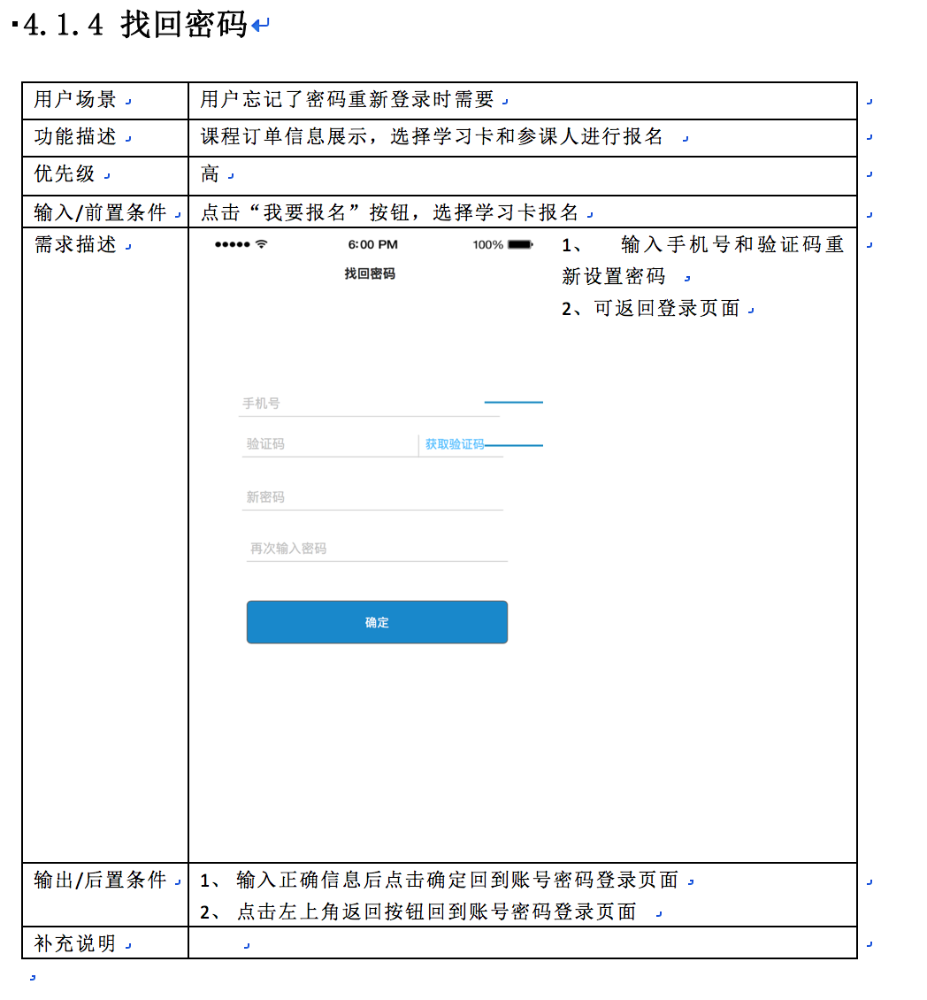 4.1.4 找回密码
用户场景
用户忘记了密码重新登录时需要
功能描述
课程订单信息展示，选择学习卡和参课人进行报名
优先级
高
输入/前置条件
点击“我要报名”按钮，选择学习卡报名
需求描述
6:00 PM
100%
找回密码
手机号
验证码
获取验证码
新密码
再次输入密码
确定
1、 输入手机号和验证码重
新设置密码
2、可返回登录页面
输出/后置条件
1、 输入正确信息后点击确定回到账号密码登录页面
2、 点击左上角返回按钮回到账号密码登录页面
补充说明